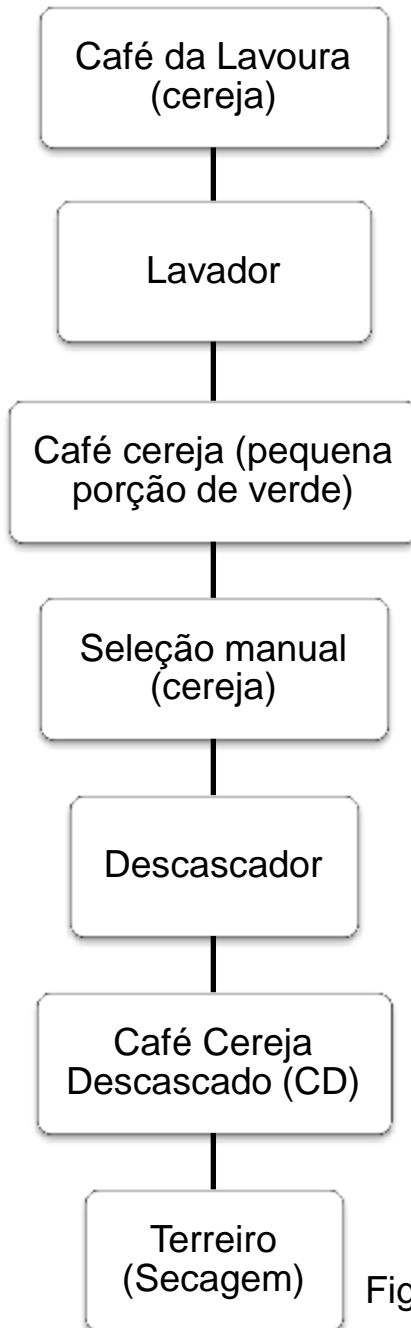 Café da Lavoura
(cereja)
Lavador
Café cereja (pequena
porção de verde)
Seleção manual
(cereja)
Descascador
Café Cereja
Descascado (CD)
Terreiro
(Secagem)
Fig